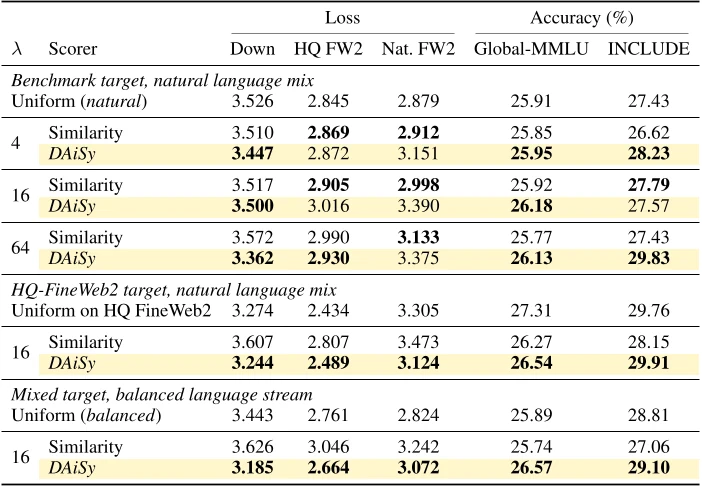 Loss Accuracy (%)
λ Scorer Down HQ FW2 Nat. FW2 Global-MMLU INCLUDE
Benchmark target, natural language mix
Uniform (natural) 3.526 2.845 2.879 25.91 27.43
4 Similarity 3.510 2.869 2.912 25.85 26.62
DAiSy 3.447 2.872 3.151 25.95 28.23
16 Similarity 3.517 2.905 2.998 25.92 27.79
DAiSy 3.500 3.016 3.390 26.18 27.57
64 Similarity 3.572 2.990 3.133 25.77 27.43
DAiSy 3.362 2.930 3.375 26.13 29.83
HQ-FineWeb2 target, natural language mix
Uniform on HQ FineWeb2 3.274 2.434 3.305 27.31 29.76
16 Similarity 3.607 2.807 3.473 26.27 28.15
DAiSy 3.244 2.489 3.124 26.54 29.91
Mixed target, balanced language stream
Uniform (balanced) 3.443 2.761 2.824 25.89 28.81
16 Similarity 3.626 3.046 3.242 25.74 27.06
DAiSy 3.185 2.664 3.072 26.57 29.10